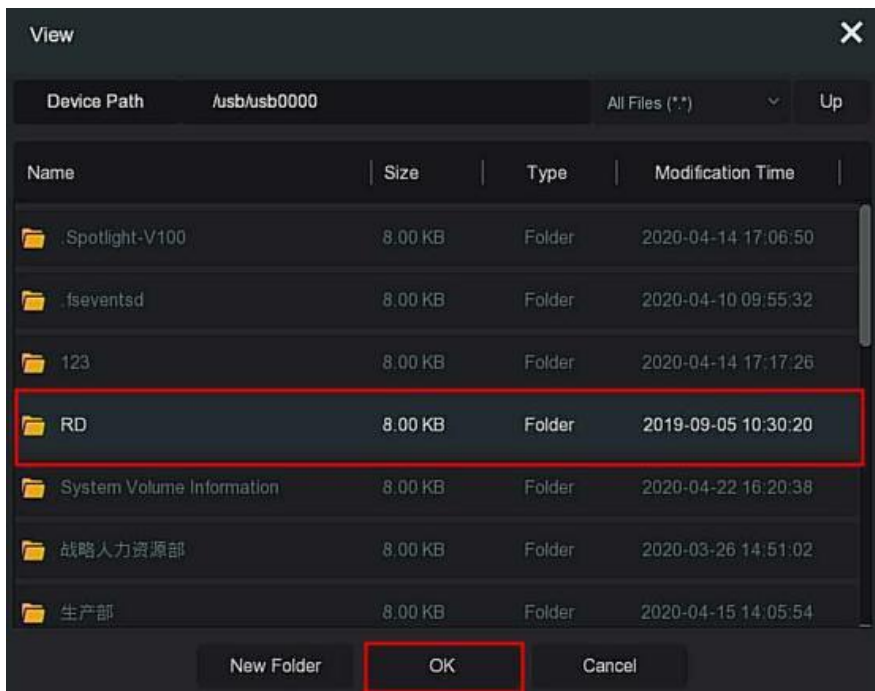 View
Device Path /usb/usb0000 All Files (*.*) Up
Name Size Type Modification Time
.Spotlight-V100 8.00 KB Folder 2020-04-14 17:06:50
.fseventsd 8.00 KB Folder 2020-04-10 09:55:32
123 8.00 KB Folder 2020-04-14 17:17:26
RD 8.00 KB Folder 2019-09-05 10:30:20
System Volume Information 8.00 KB Folder 2020-04-22 16:20:38
战略人力资源部 8.00 KB Folder 2020-03-26 14:51:02
生产部 8.00 KB Folder 2020-04-15 14:05:54
New Folder OK Cancel